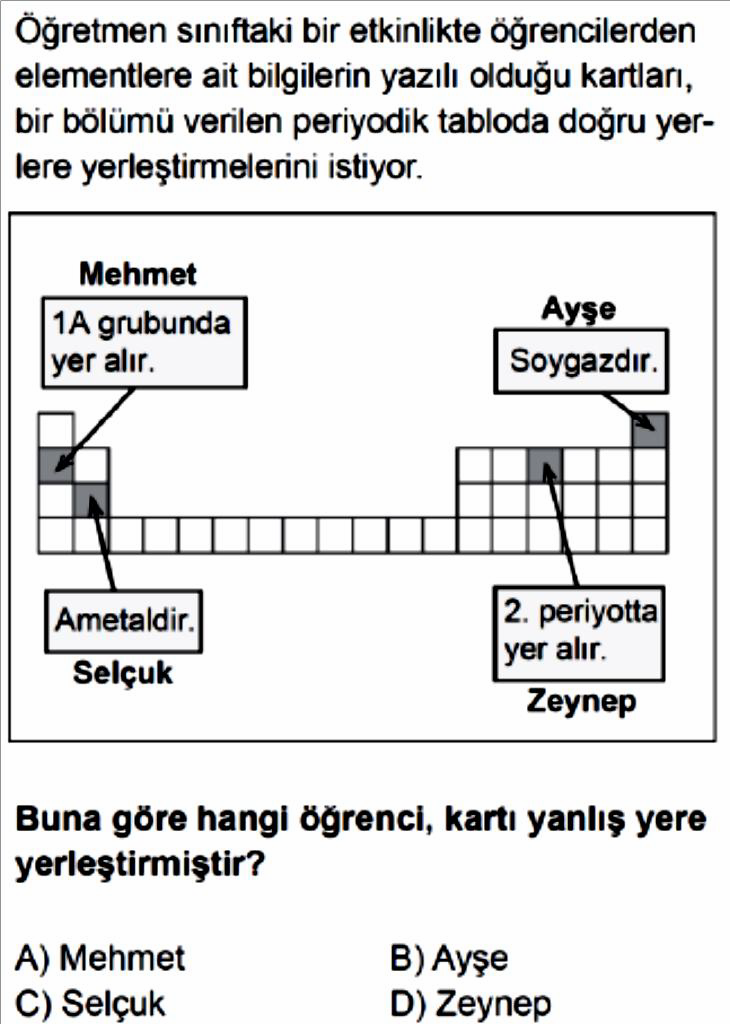 Öğretmen sınıftaki bir etkinlikte öğrencilerden
elementlere ait bilgilerin yazılı olduğu kartları,
bir bölümü verilen periyodik tabloda doğru yer-
lere yerleştirmelerini istiyor.
Mehmet
1A grubunda
yer alır.
Ayşe
Soygazdır.
Ametaldir.
Selçuk
2. periyotta
yer alır.
Zeynep
Buna göre hangi öğrenci, kartı yanlış yere
yerleştirmiştir?
A) Mehmet
B) Ayşe
C) Selçuk
D) Zeynep